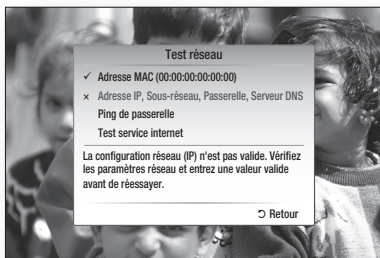 Test réseau
✓ Adresse MAC (00:00:00:00:00:00)
× Adresse IP, Sous-réseau, Passerelle, Serveur DNS
Ping de passerelle
Test service internet
La configuration réseau (IP) n'est pas valide. Vérifiez
les paramètres réseau et entrez une valeur valide
avant de réessayer.
Retour